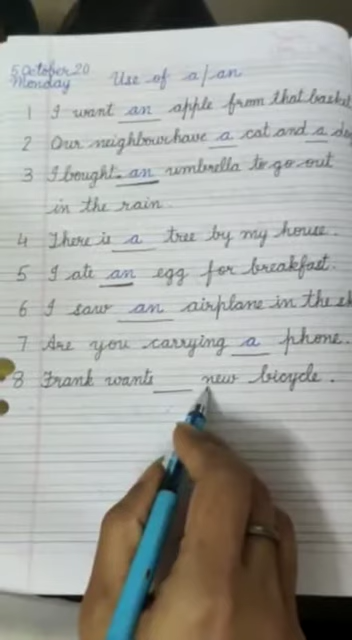 5 October 20 Use of a/an
Monday
1 I want an apple from that basket
2 Our neighbour have a cat and a do
3 I bought an umbrella to go out
in the rain.
4 There is a tree by my house.
5 I ate an egg for breakfast.
6 I saw an airplane in the sk
7 Are you carrying a phone.
8 Frank wants __ new bicycle.